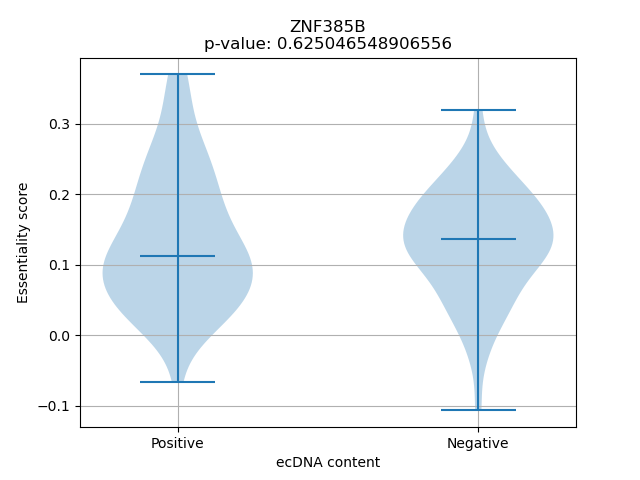 ZNF385B
p-value: 0.625046548906556
Essentiality score
0.3
0.2
0.1
0.0
−0.1
Positive
Negative
ecDNA content